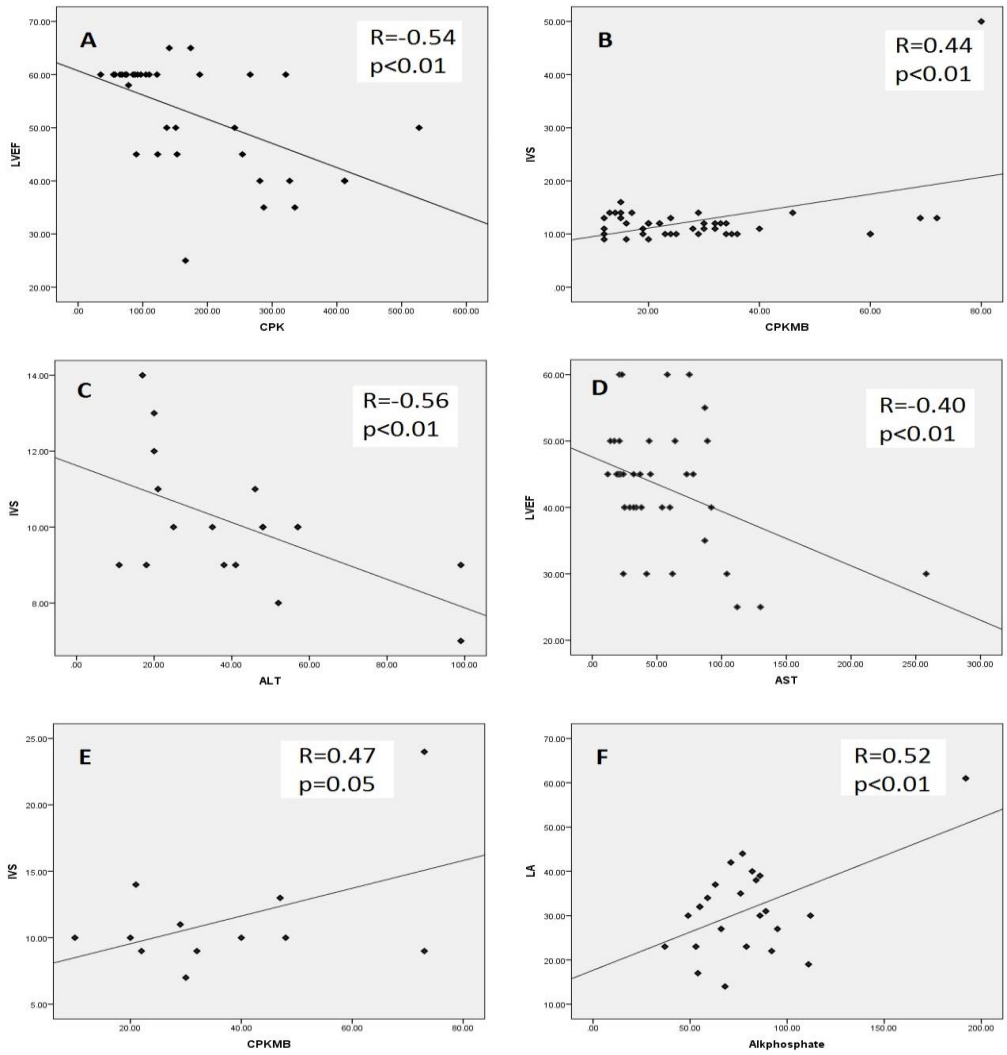 A
R=-0.54
p<0.01
70.00
60.00
50.00
40.00
30.00
20.00
LVEF
.00 100.00 200.00 300.00 400.00 500.00 600.00
CPK
B
R=0.44
p<0.01
50.00
40.00
30.00
20.00
10.00
.00
IVS
20.00 40.00 60.00 80.00
CPKMB
C
R=-0.56
p<0.01
14.00
12.00
10.00
8.00
IVS
.00 20.00 40.00 60.00 80.00 100.00
ALT
D
R=-0.40
p<0.01
60.00
50.00
40.00
30.00
20.00
LVEF
.00 50.00 100.00 150.00 200.00 250.00 300.00
AST
E
R=0.47
p=0.05
25.00
20.00
15.00
10.00
5.00
IVS
20.00 40.00 60.00 80.00
CPKMB
F
R=0.52
p<0.01
70.00
60.00
50.00
40.00
30.00
20.00
10.00
LA
.00 50.00 100.00 150.00 200.00
Alkphosphate